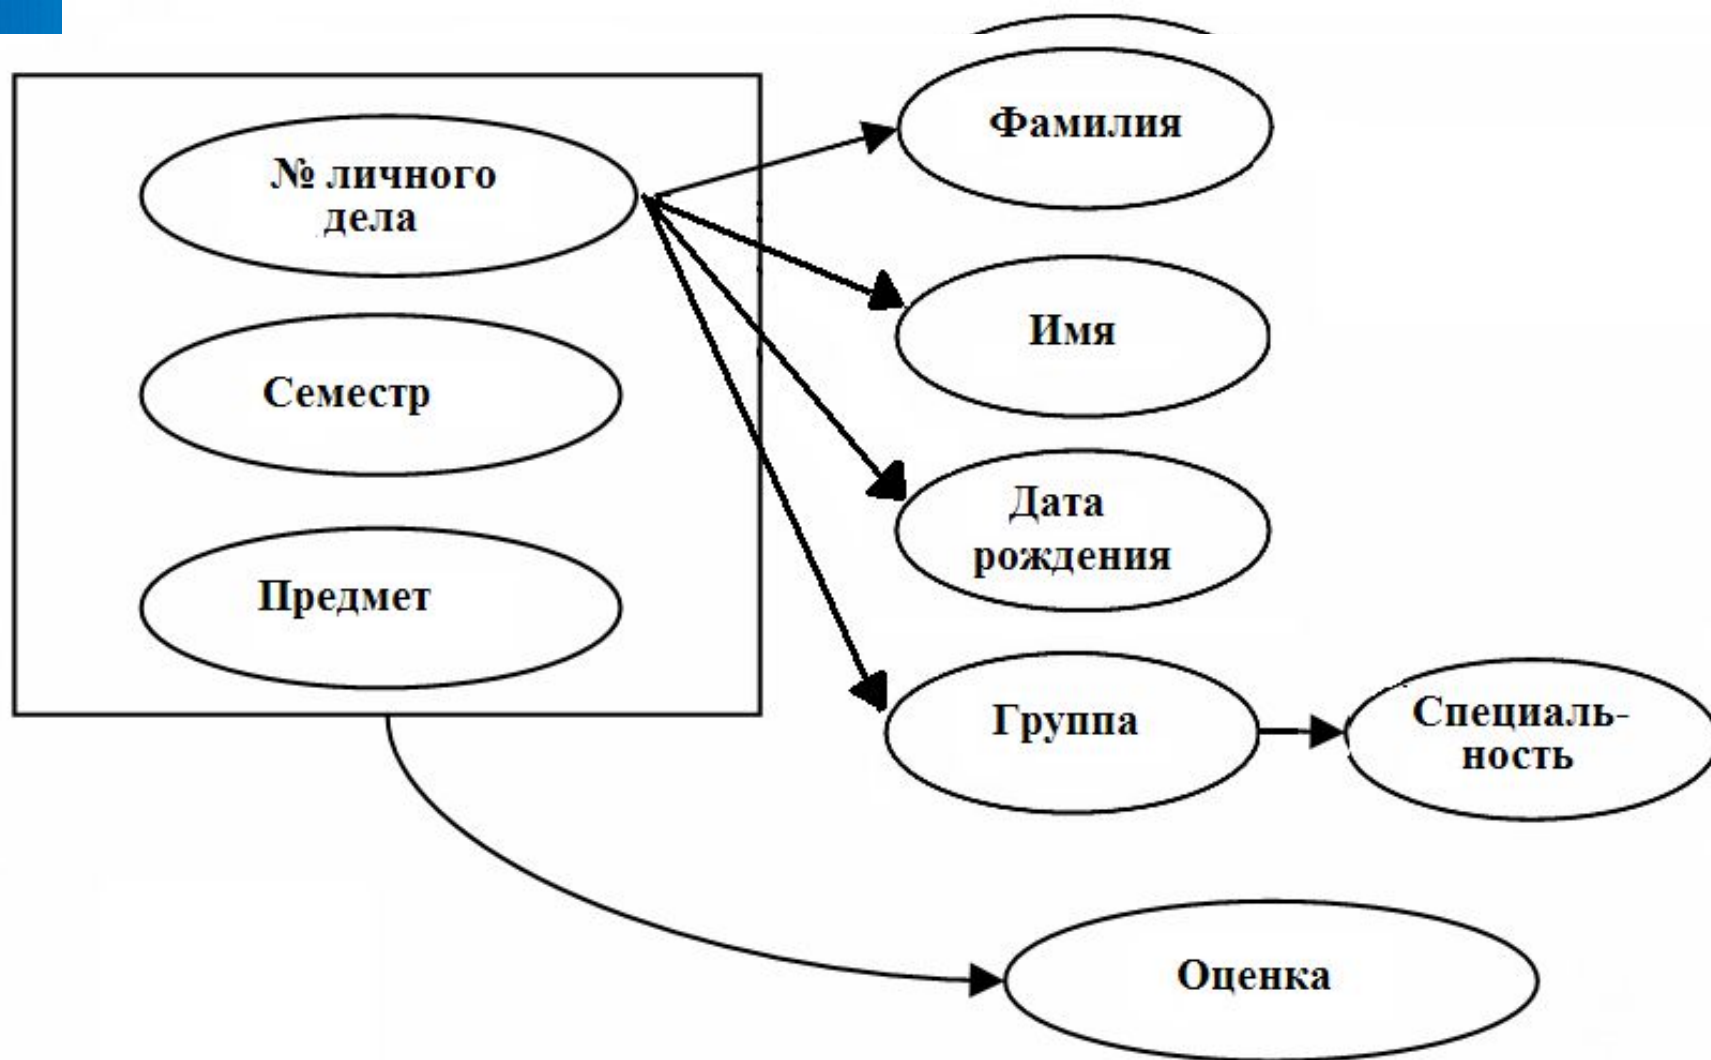 Фамилия
№ личного
дела
Имя
Семестр
Дата
рождения
Предмет
Группа
Специаль-
ность
Оценка